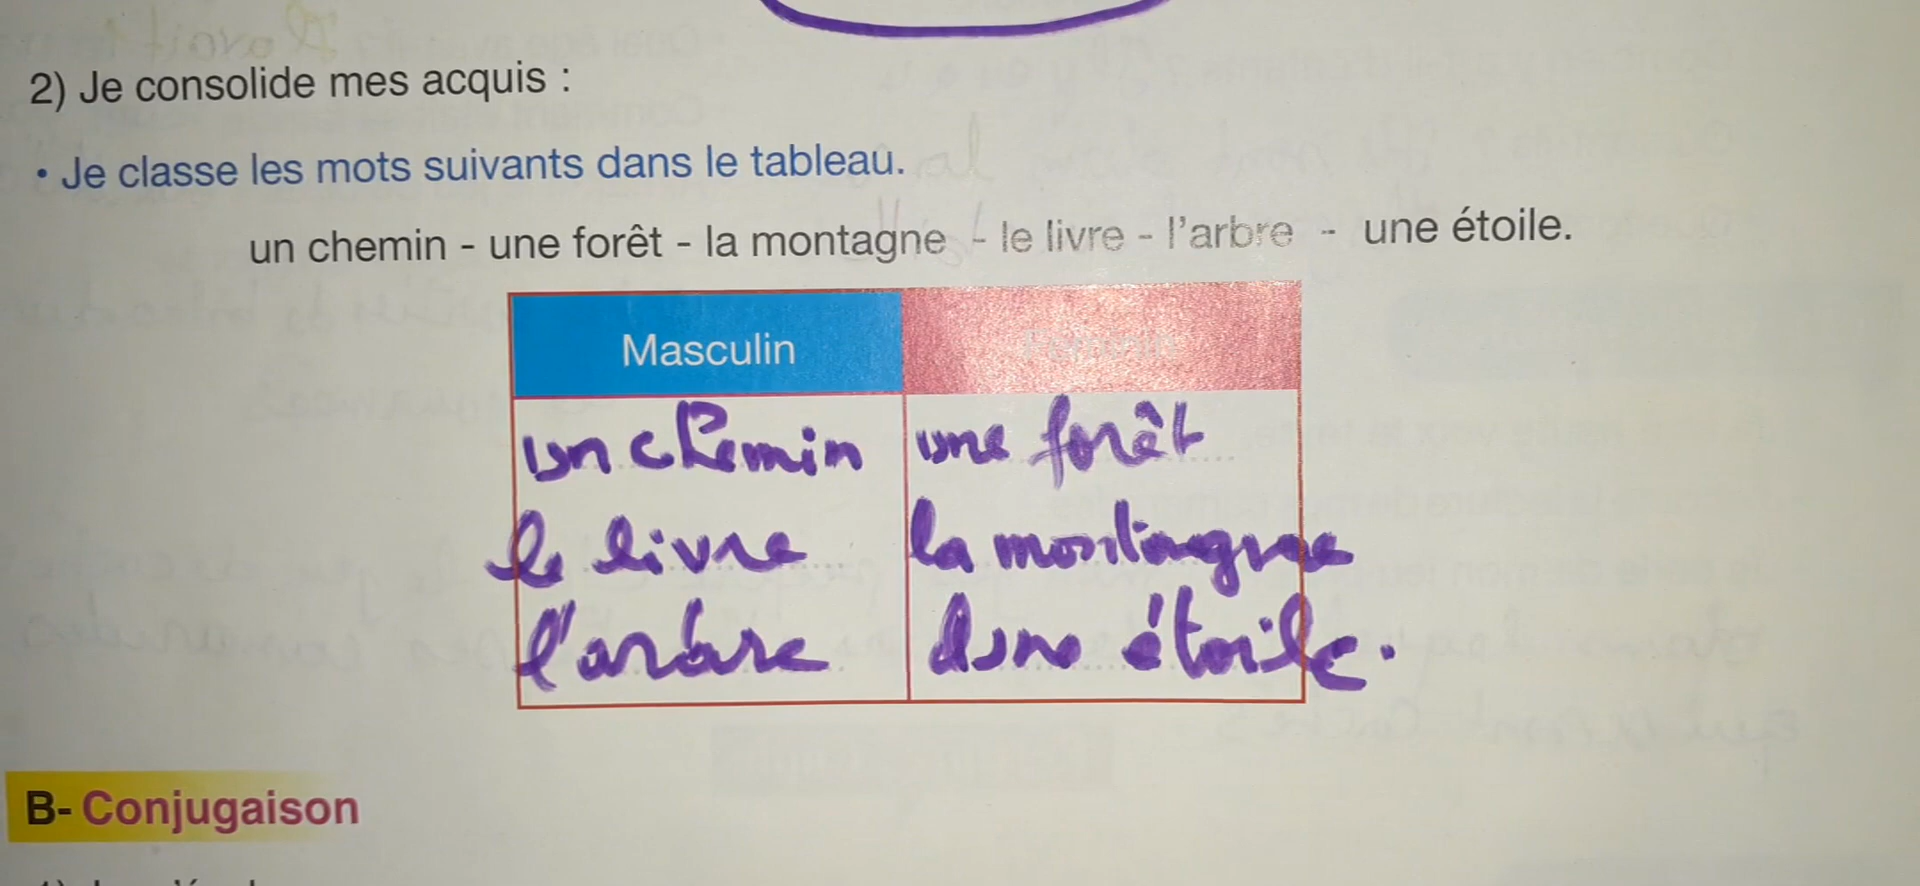 2) Je consolide mes acquis :
• Je classe les mots suivants dans le tableau.
un chemin - une forêt - la montagne - le livre - l'arbre - une étoile.
Masculin Féminin
un chemin une forêt
le livre la montagne
l'arbre une étoile.
B- Conjugaison